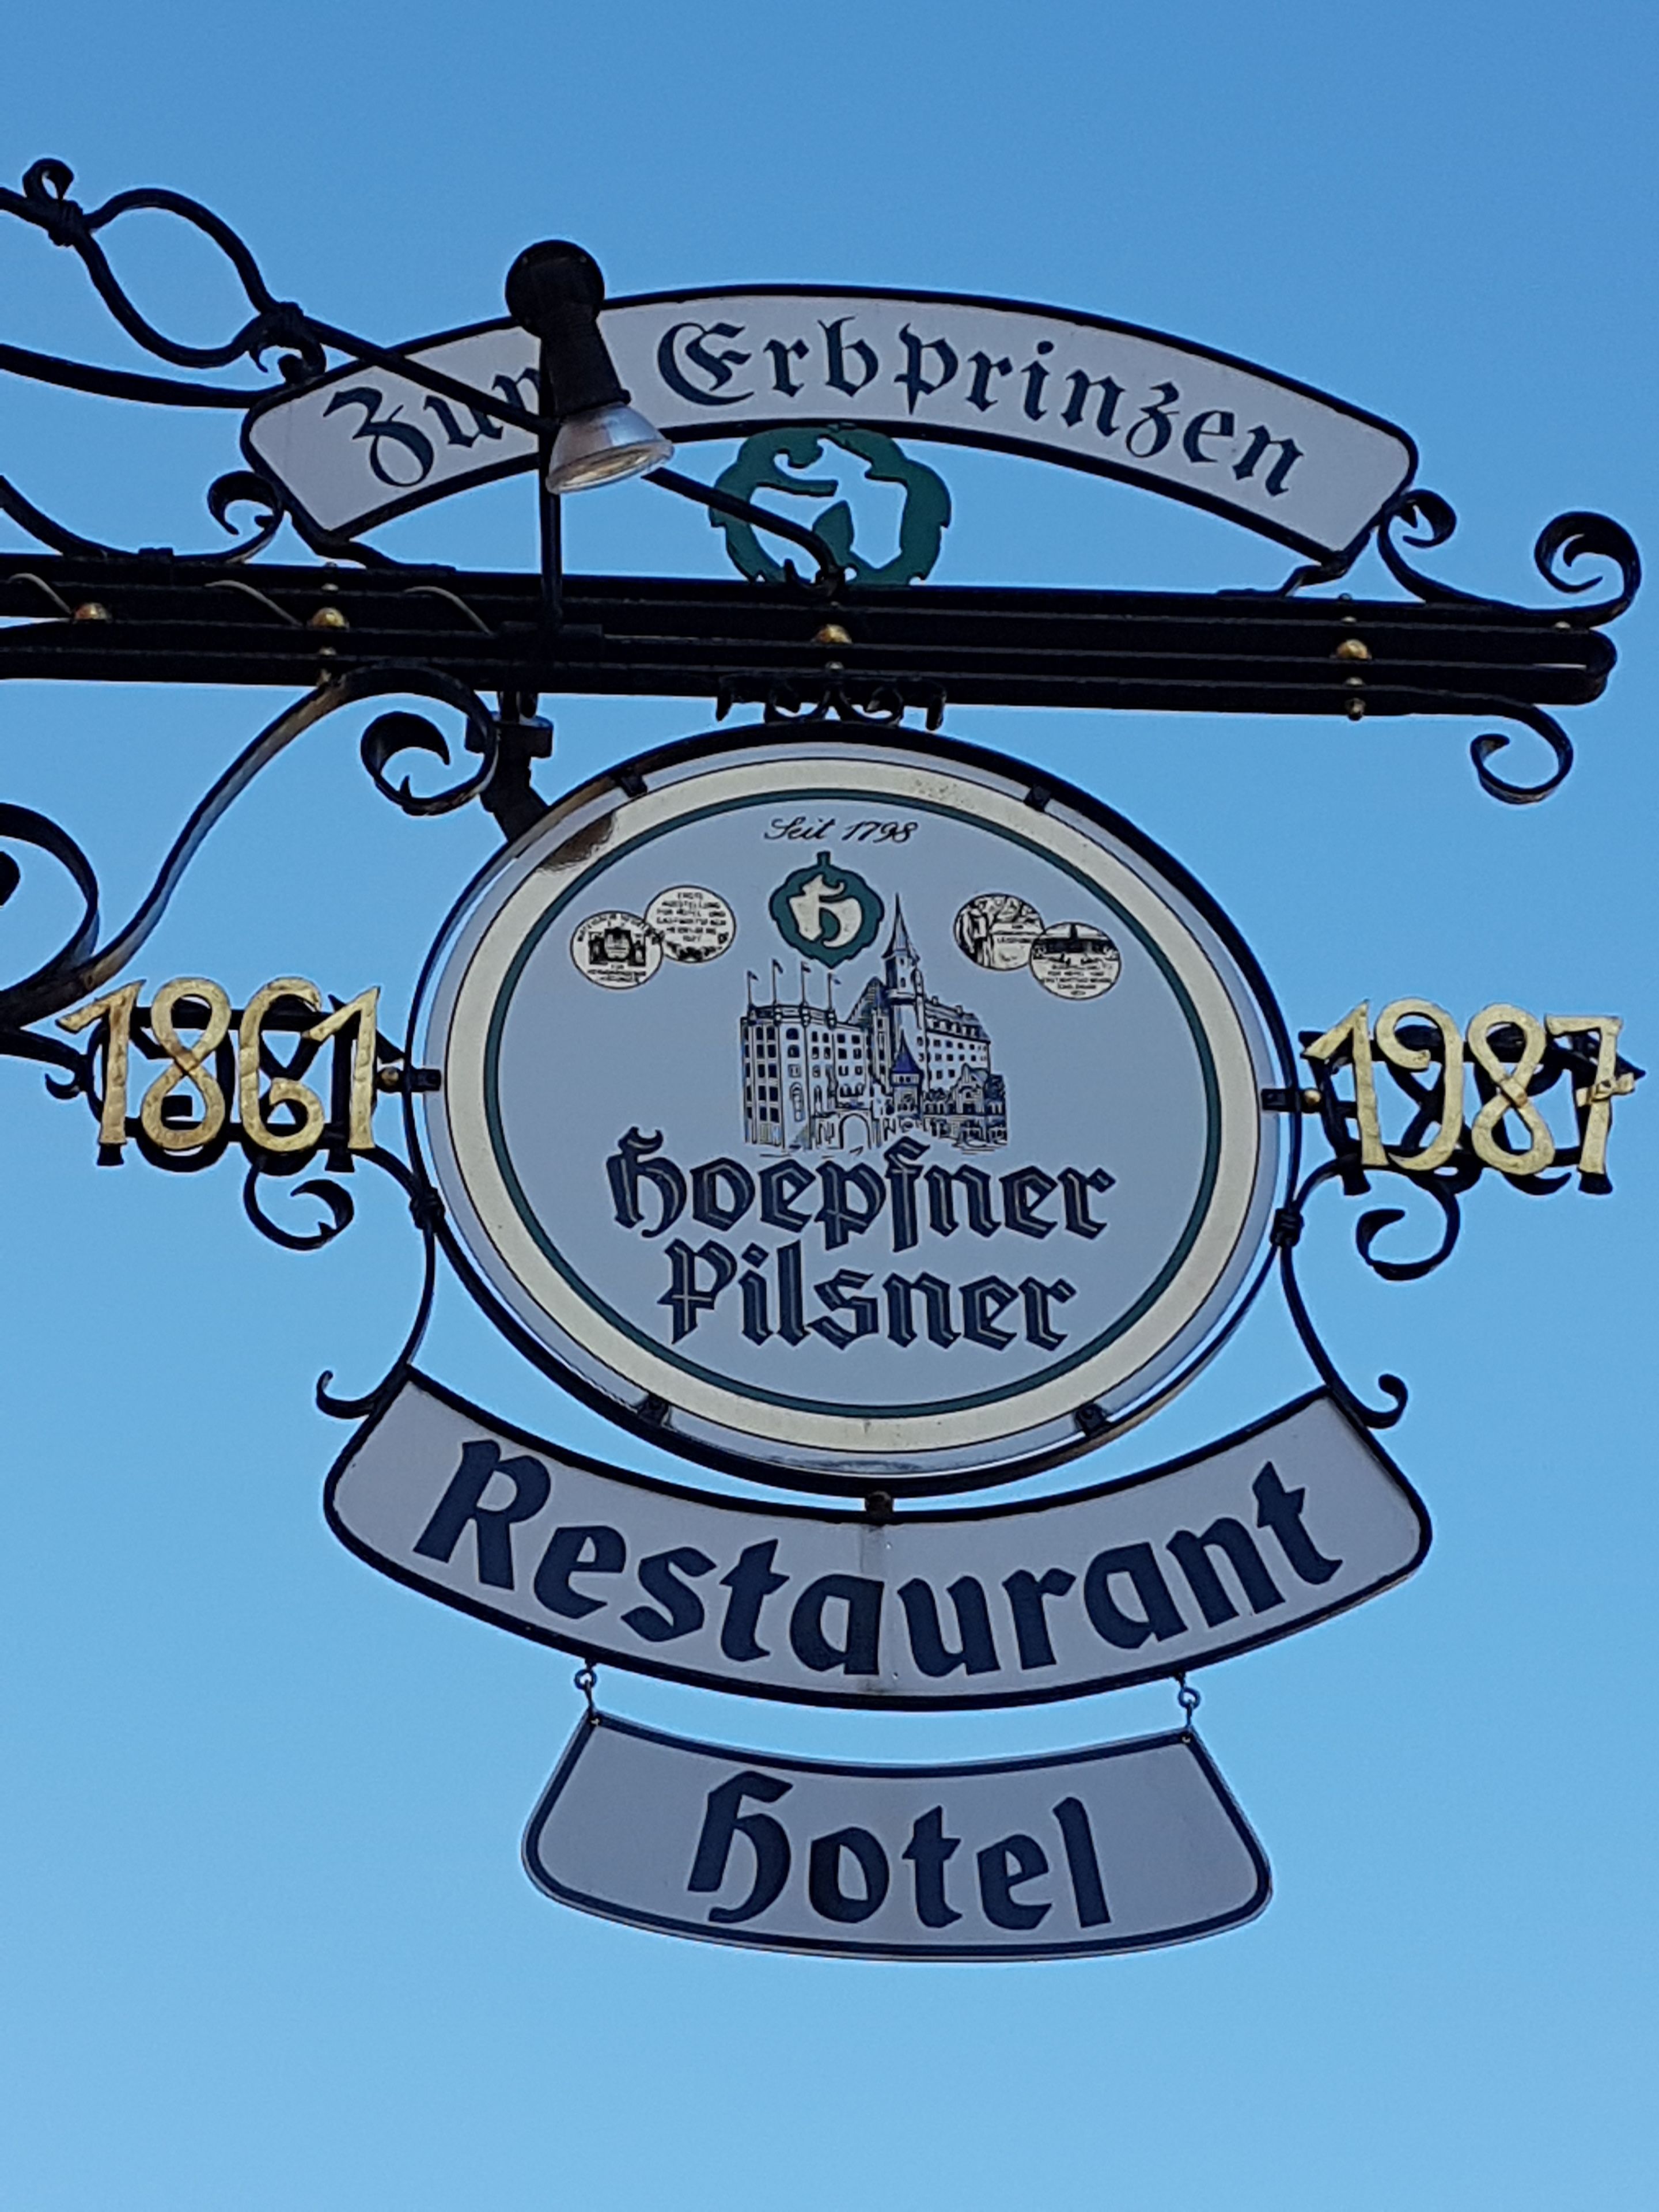 Zum Erbprinzen
Seit 1798
1861
1987
Hoepfner
Pilsner
Restaurant
Hotel